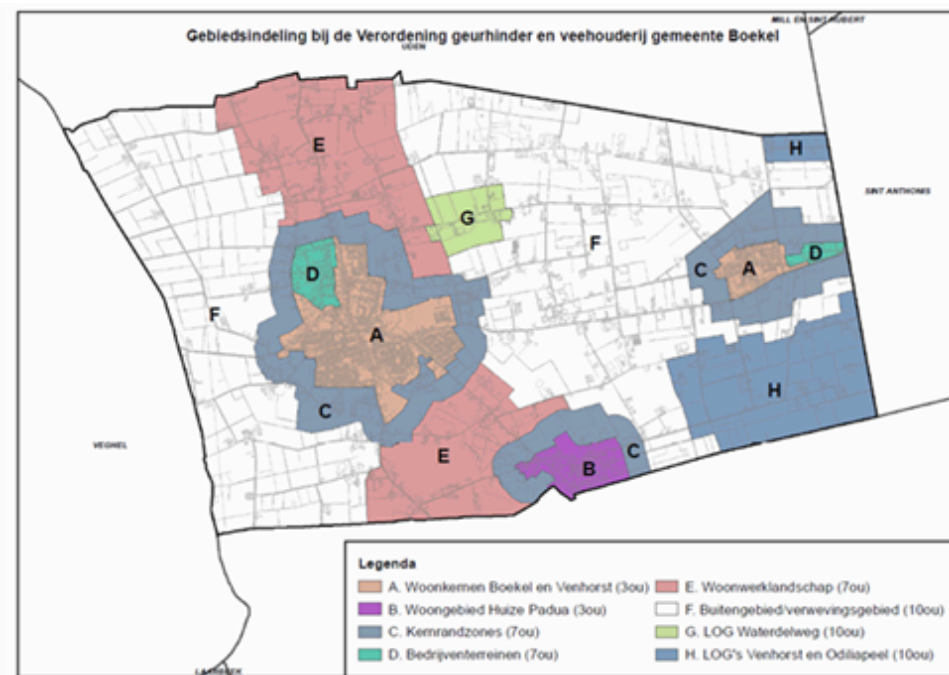 MILL EN SINT HUBERT
Gebiedsindeling bij de Verordening geurhinder en veehouderij gemeente Boekel
UDEN
E
H
SINT ANTHONIS
G
F
D
C
A
D
F
A
H
C
VEGHEL
E
B
C
Legenda
A. Woonkernen Boekel en Venhorst (3ou)
E. Woonwerklandschap (7ou)
B. Woongebied Huize Padua (3ou)
F. Buitengebied/verwevingsgebied (10ou)
C. Kernrandzones (7ou)
G. LOG Waterdelweg (10ou)
D. Bedrijventerreinen (7ou)
H. LOG's Venhorst en Odiliapeel (10ou)